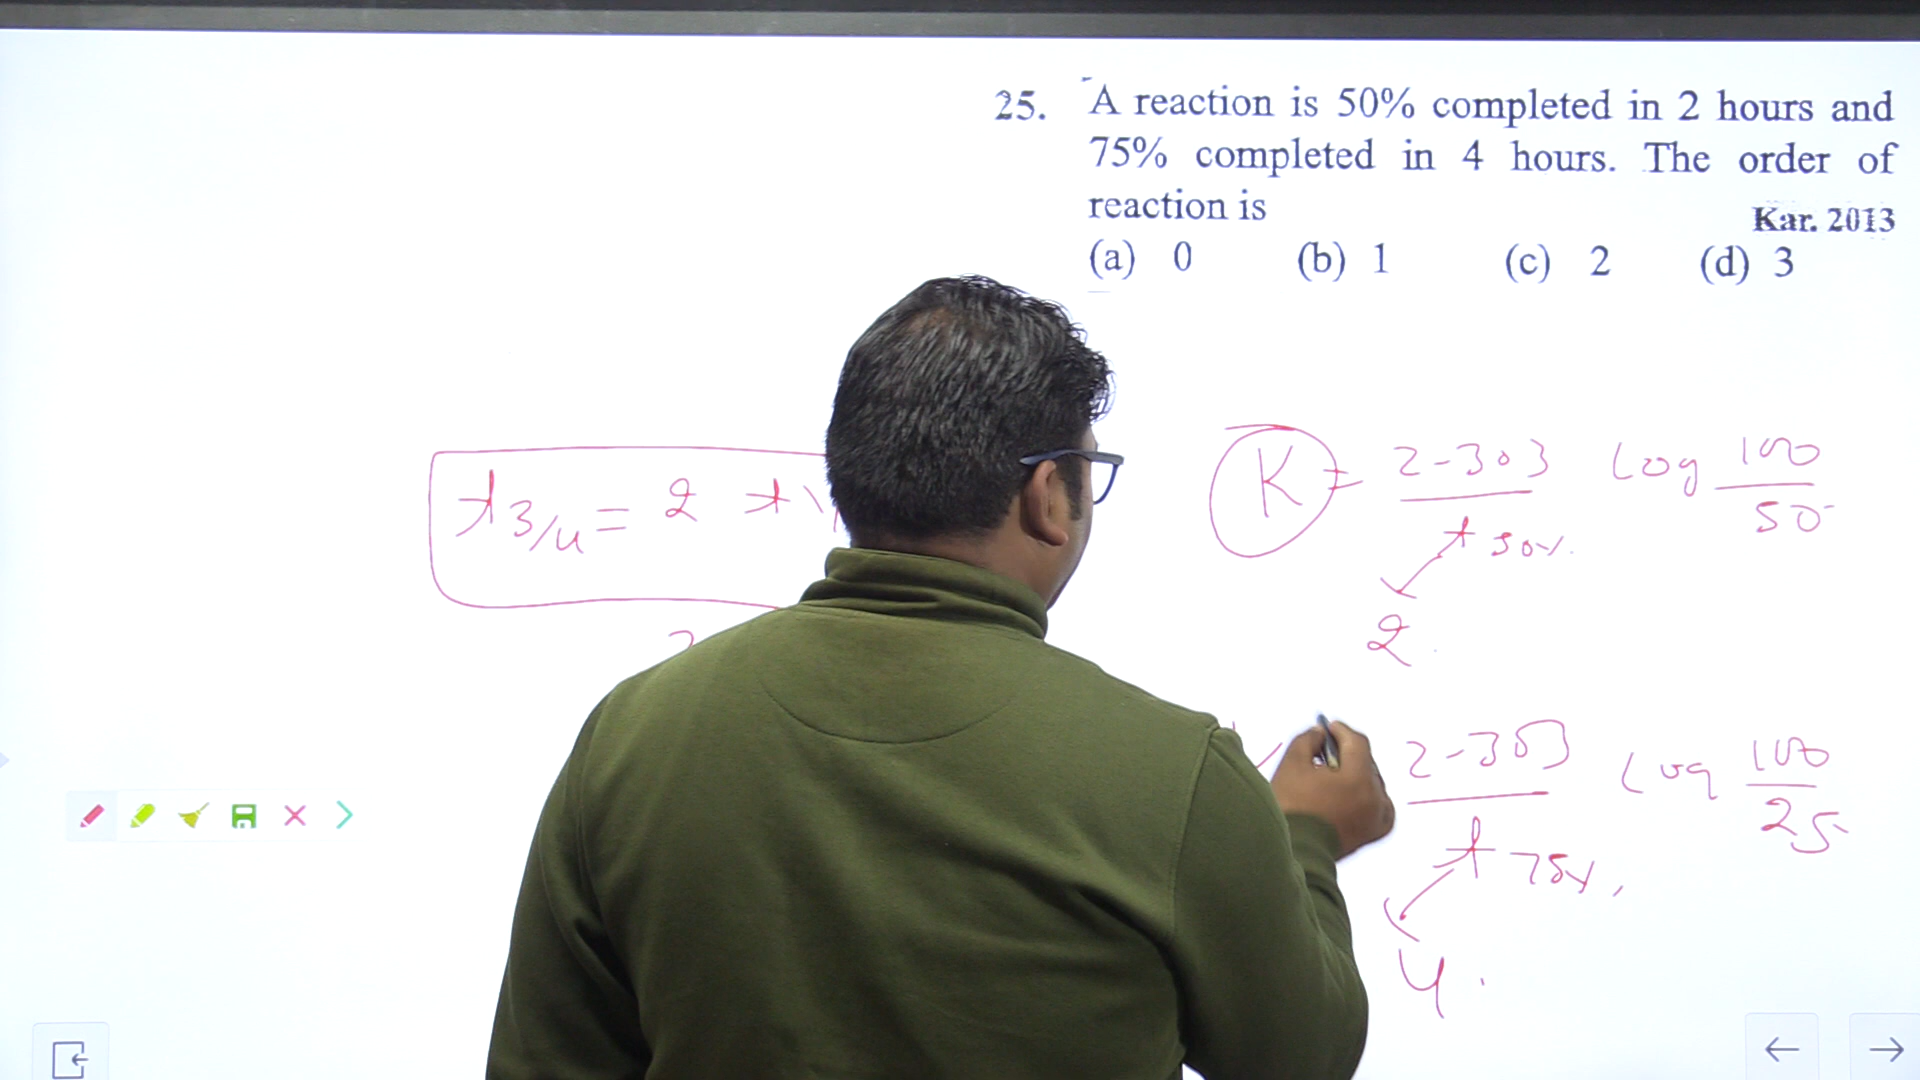 25. A reaction is 50% completed in 2 hours and
75% completed in 4 hours. The order of
reaction is
Kar. 2013
(a) 0 (b) 1 (c) 2 (d) 3
t3/4 = 2 t1/
K = 2-303 log 100
t 50% 50
2
2-303 log 100
t 75% 25
4